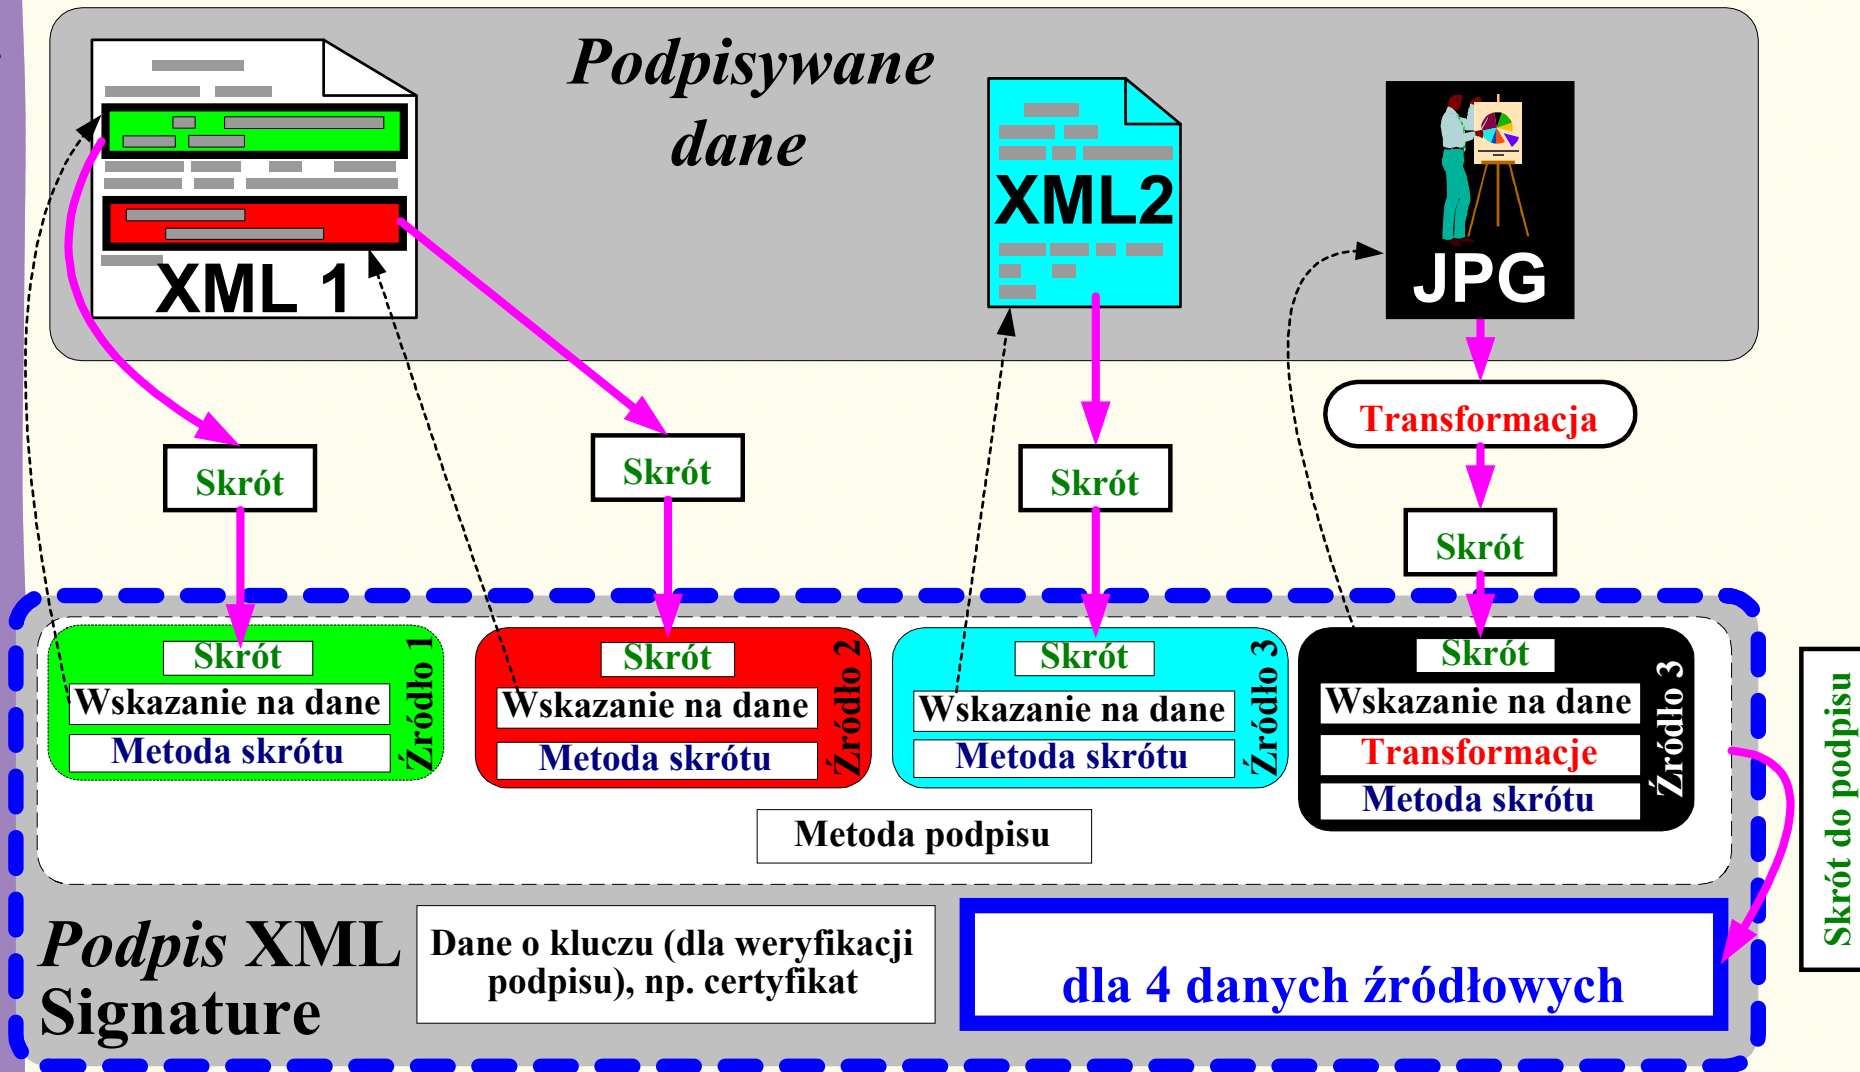 Podpisywane
dane
XML 1
XML2
JPG
Transformacja
Skrót
Skrót
Skrót
Skrót
Skrót
Wskazanie na dane
Metoda skrótu
Źródło 1
Skrót
Wskazanie na dane
Metoda skrótu
Źródło 2
Skrót
Wskazanie na dane
Metoda skrótu
Źródło 3
Skrót
Wskazanie na dane
Transformacje
Metoda skrótu
Źródło 3
Metoda podpisu
Skrót do podpisu
Podpis XML
Signature
Dane o kluczu (dla weryfikacji
podpisu), np. certyfikat
dla 4 danych źródłowych